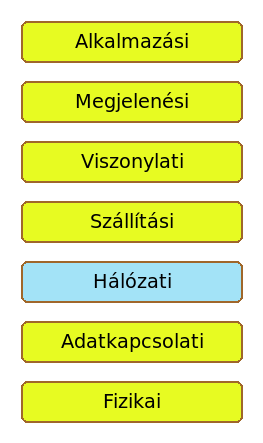 Alkalmazási
Megjelenési
Viszonylati
Szállítási
Hálózati
Adatkapcsolati
Fizikai